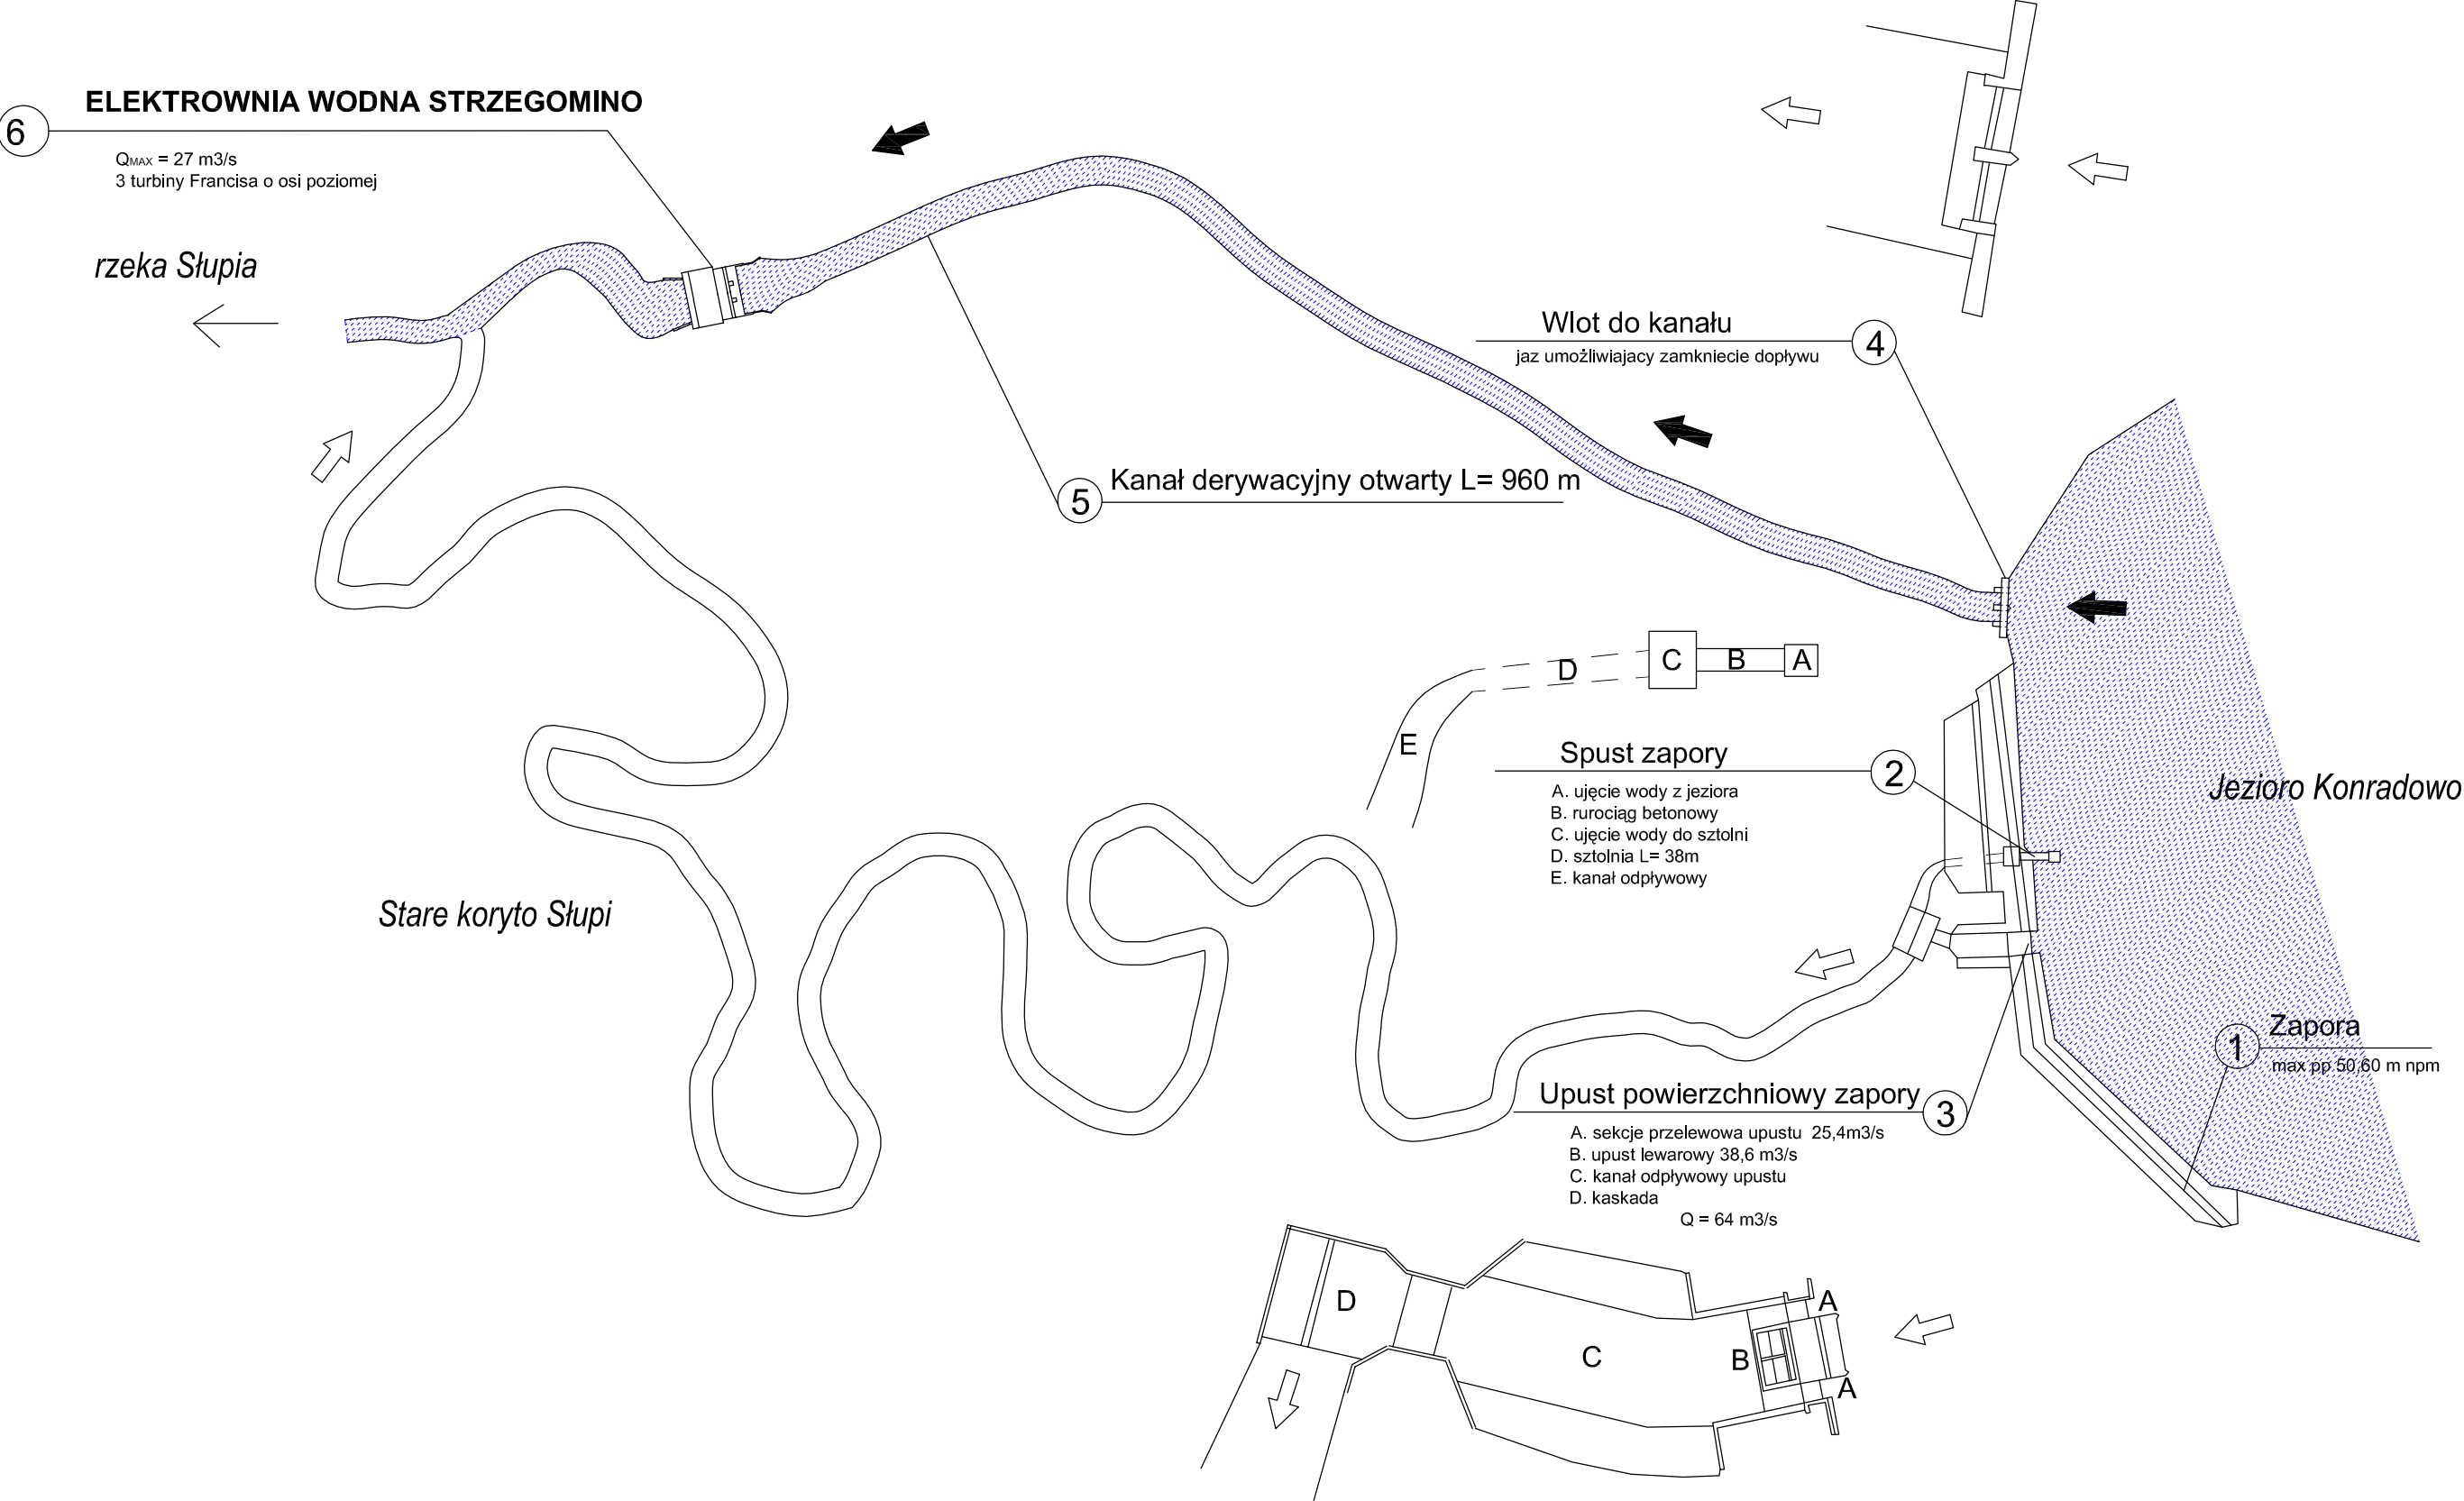 ELEKTROWNIA WODNA STRZEGOMINO
6
QMAX = 27 m3/s
3 turbiny Francisa o osi poziomej
rzeka Słupia
Wlot do kanału
4
jaz umożliwiajacy zamkniecie dopływu
Kanał derywacyjny otwarty L= 960 m
5
D
C
B
A
E
Spust zapory
2
A. ujęcie wody z jeziora
B. rurociąg betonowy
C. ujęcie wody do sztolni
D. sztolnia L= 38m
E. kanał odpływowy
Jezioro Konradowo
Stare koryto Słupi
Zapora
1
max pp 50,60 m npm
Upust powierzchniowy zapory
3
A. sekcje przelewowa upustu 25,4m3/s
B. upust lewarowy 38,6 m3/s
C. kanał odpływowy upustu
D. kaskada
Q = 64 m3/s
D
A
C
B
A